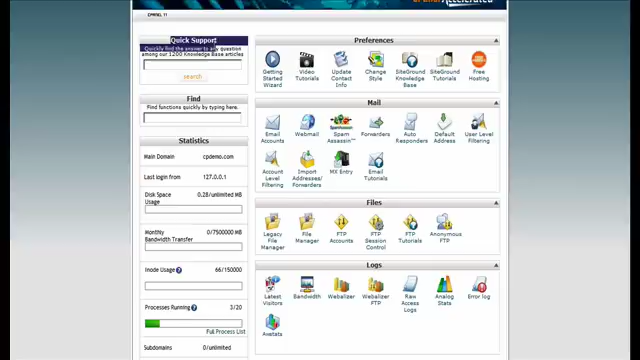 Accelerated
CPANEL 11
Quick Support
Quickly find the answer to any question
among our 1200 Knowledge Base articles
search
Find
Find functions quickly by typing here.
Statistics
Main Domain cpdemo.com
Last login from 127.0.0.1
Disk Space
Usage
0.28/unlimited MB
Monthly
Bandwidth Transfer
0/7500000 MB
Inode Usage 66/150000
Processes Running 3/20
Full Process List
Subdomains 0/unlimited
Preferences
Getting
Started
Wizard
Video
Tutorials
Update
Contact
Info
Change
Style
SiteGround
Knowledge
Base
SiteGround
Tutorials
Free
Hosting
Mail
Email
Accounts
Webmail
Spam
Assassin™
Forwarders
Auto
Responders
Default
Address
User Level
Filtering
Account
Level
Filtering
Import
Addresses/
Forwarders
MX Entry
Email
Tutorials
Files
Legacy
File
Manager
File
Manager
FTP
Accounts
FTP
Session
Control
FTP
Tutorials
Anonymous
FTP
Logs
Latest
Visitors
Bandwidth
Webalizer
Webalizer
FTP
Raw
Access
Logs
Analog
Stats
Error log
Awstats